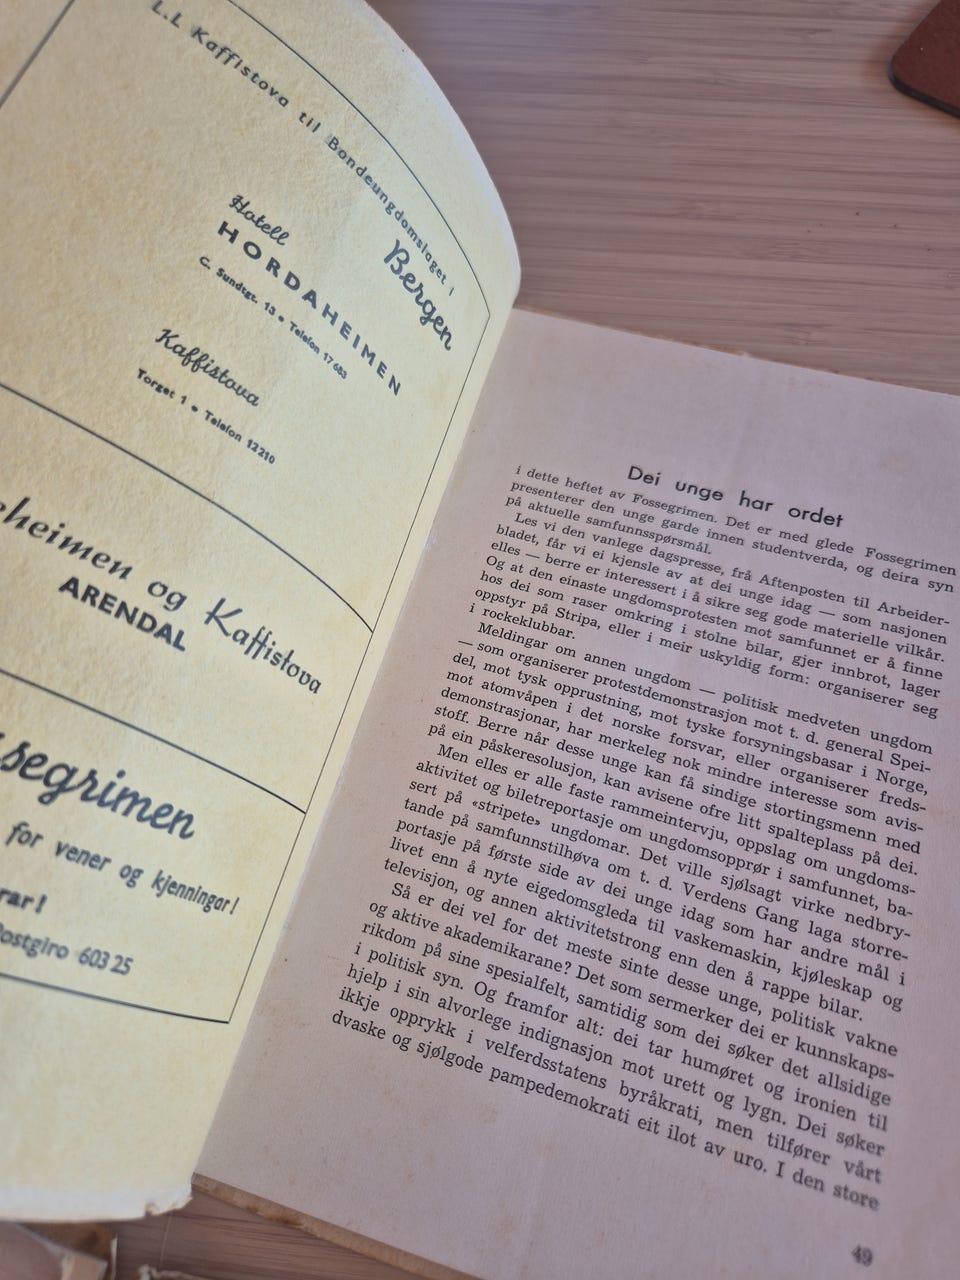 L.L Kaffistova til Bondeungdomslaget i
Bergen
Hotell
HORDAHEIMEN
C. Sundtgt. 13 • Telefon 17 683
Kaffistova
Torget 1 • Telefon 12210
eheimen og Kaffistova
ARENDAL
segrimen
for vener og kjenningar!
rar!
Postgiro 603 25
Dei unge har ordet
i dette heftet av Fossegrimen. Det er med glede Fossegrimen
presenterer den unge garde innen studentverda, og deira syn
på aktuelle samfunnsspørsmål.
Les vi den vanlege dagspresse, frå Aftenposten til Arbeider-
bladet, får vi ei kjensle av at dei unge idag — som nasjonen
elles — berre er interessert i å sikre seg gode materielle vilkår.
Og at den einaste ungdomsprotesten mot samfunnet er å finne
hos dei som raser omkring i stolne bilar, gjer innbrot, lager
oppstyr på Stripa, eller i meir uskyldig form: organiserer seg
i rockeklubbar.
Meldingar om annen ungdom — politisk medveten ungdom
— som organiserer protestdemonstrasjon mot t. d. general Spei-
del, mot tysk opprustning, mot tyske forsyningsbasar i Norge,
mot atomvåpen i det norske forsvar, eller organiserer freds-
demonstrasjonar, har merkeleg nok mindre interesse som avis-
stoff. Berre når desse unge kan få sindige stortingsmenn med
på ein påskeresolusjon, kan avisene ofre litt spalteplass på dei.
Men elles er alle faste rammeintervju, oppslag om ungdoms-
aktivitet og biletreportasje om ungdomsopprør i samfunnet, ba-
sert på «stripete» ungdomar. Det ville sjølsagt virke nedbry-
tande på samfunnstilhøva om t. d. Verdens Gang laga storre-
portasje på første side av dei unge idag som har andre mål i
livet enn å nyte eigedomsgleda til vaskemaskin, kjøleskap og
televisjon, og annen aktivitetstrong enn den å rappe bilar.
Så er dei vel for det meste sinte desse unge, politisk vakne
og aktive akademikarane? Det som sermerker dei er kunnskaps-
rikdom på sine spesialfelt, samtidig som dei søker det allsidige
i politisk syn. Og framfor alt: dei tar humøret og ironien til
hjelp i sin alvorlege indignasjon mot urett og lygn. Dei søker
ikkje opprykk i velferdsstatens byråkrati, men tilfører vårt
dvaske og sjølgode pampedemokrati eit ilot av uro. I den store
49